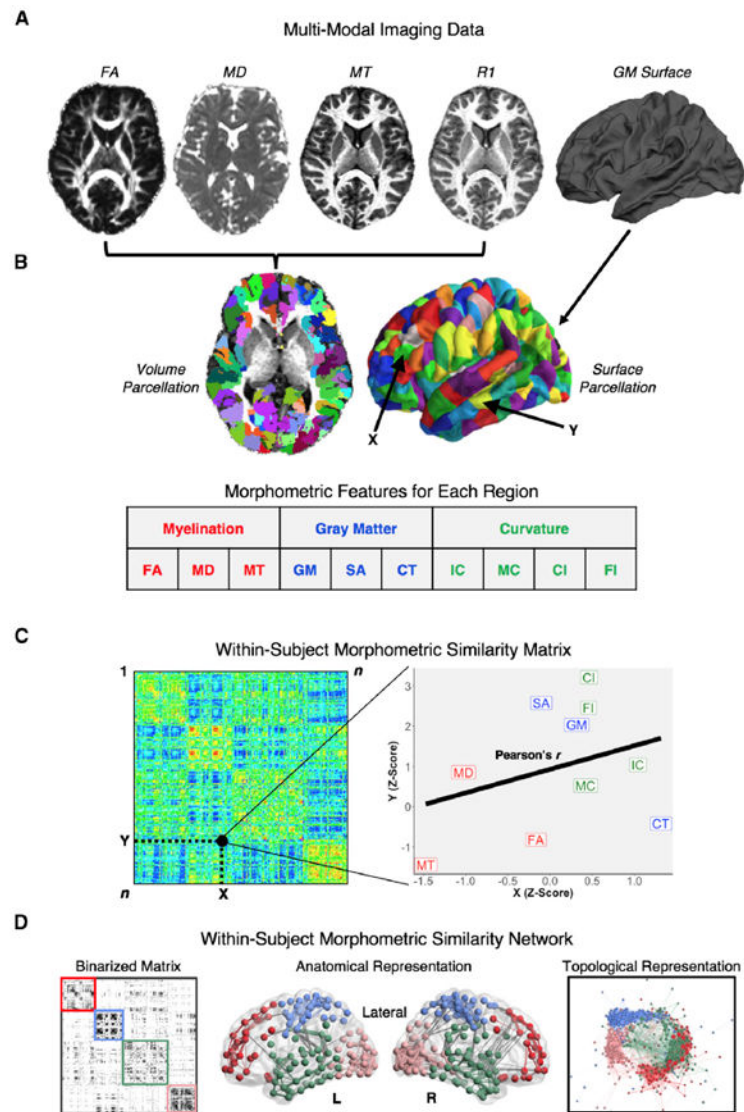 A
Multi-Modal Imaging Data
FA MD MT R1 GM Surface
B
Volume
Parcellation
Surface
Parcellation
X
Y
Morphometric Features for Each Region
Myelination Gray Matter Curvature
FA MD MT GM SA CT IC MC CI FI
C
Within-Subject Morphometric Similarity Matrix
1
n
Y
n
X
3
2
1
0
-1
Y (Z-Score)
CI
SA
FI
GM
Pearson's r
MD
IC
MC
CT
FA
MT
-1.5 -1.0 -0.5 0.0 0.5 1.0
X (Z-Score)
D
Within-Subject Morphometric Similarity Network
Binarized Matrix Anatomical Representation Topological Representation
Lateral
L R